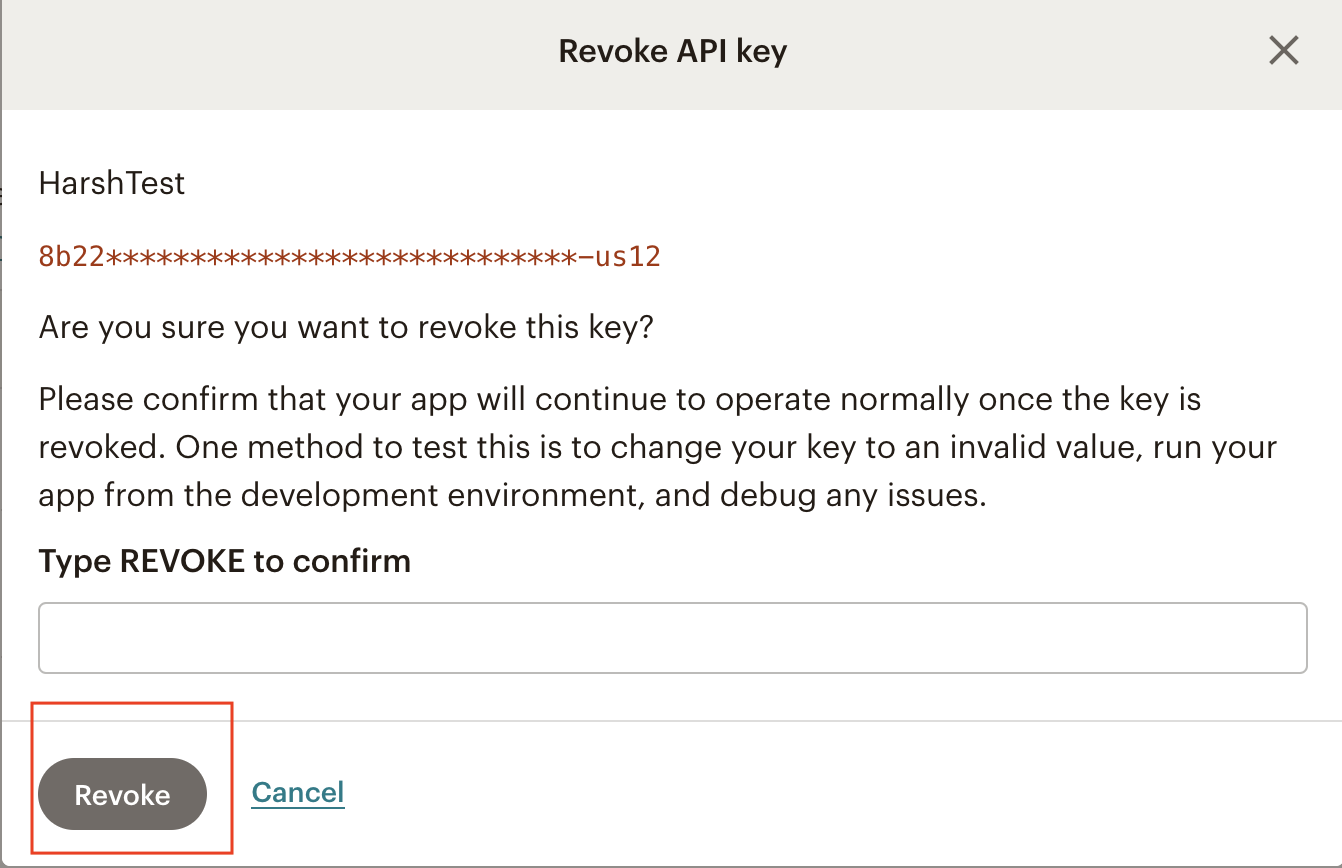 Revoke API key
HarshTest
8b22****************************-us12
Are you sure you want to revoke this key?
Please confirm that your app will continue to operate normally once the key is
revoked. One method to test this is to change your key to an invalid value, run your
app from the development environment, and debug any issues.
Type REVOKE to confirm
Revoke
Cancel